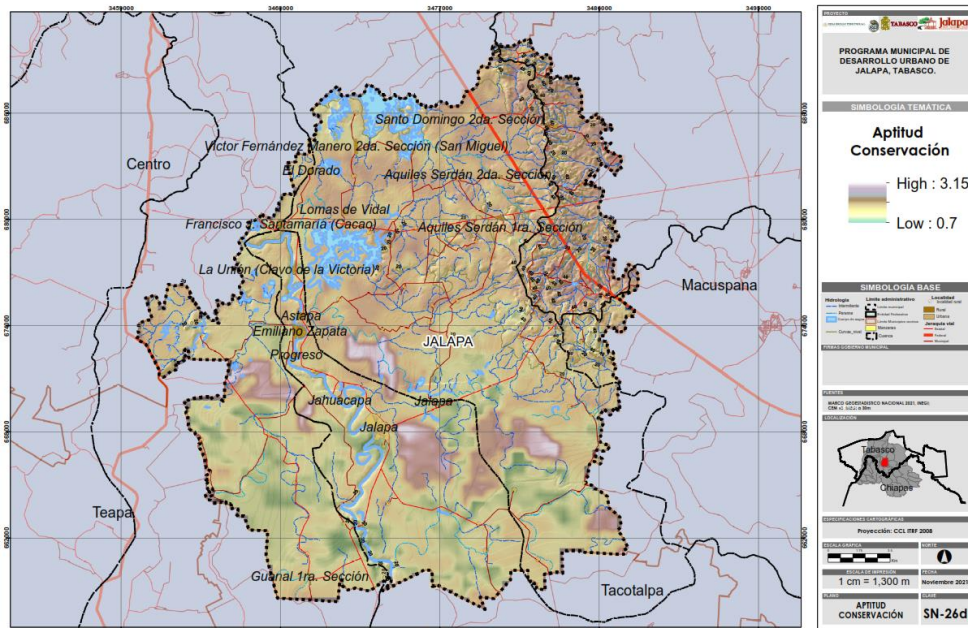 3459000
3468000
3477000
3486000
3495000
686000
680000
674000
668000
662000
Centro
Teapa
Macuspana
Tacotalpa
Santo Domingo 2da. Sección
Victor Fernández Manero 2da. Sección (San Miguel)
El Dorado
Aquiles Serdán 2da. Sección
Lomas de Vidal
Francisco J. Santamaría (Cacao)
Aquiles Serdán 1ra. Sección
La Unión (Clavo de la Victoria)
Astapa
Emiliano Zapata
JALAPA
Progreso
Jahuacapa
Jalapa
Jalapa
Guanal 1ra. Sección
PROYECTO
TABASCO
Jalapa
PROGRAMA MUNICIPAL DE
DESARROLLO URBANO DE
JALAPA, TABASCO.
SIMBOLOGÍA TEMÁTICA
Aptitud
Conservación
High : 3.15
Low : 0.7
SIMBOLOGÍA BASE
Hidrología
Límite administrativo
Localidad
Rural
Urbana
Jerarquía vial
FIRMAS GOBIERNO MUNICIPAL
FUENTES
MARCO GEOESTADÍSTICO NACIONAL 2021, INEGI;
LOCALIZACIÓN
Tabasco
Chiapas
ESPECIFICACIONES CARTOGRÁFICAS
Proyección: CCL ITRF 2008
ESCALA GRÁFICA
NORTE
ESCALA DE IMPRESIÓN
FECHA
1 cm = 1,300 m
Noviembre 2021
PLANO
CLAVE
APTITUD
CONSERVACIÓN
SN-26d